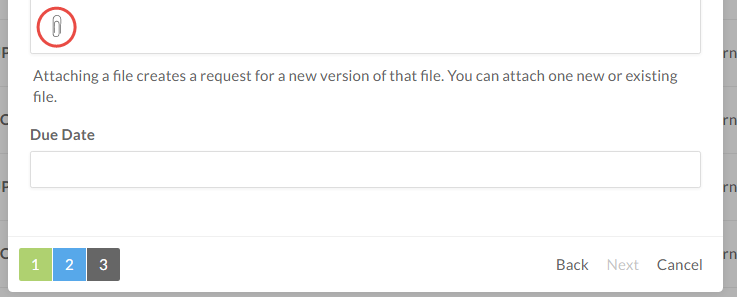 Attaching a file creates a request for a new version of that file. You can attach one new or existing
file.
Due Date
1 2 3 Back Next Cancel